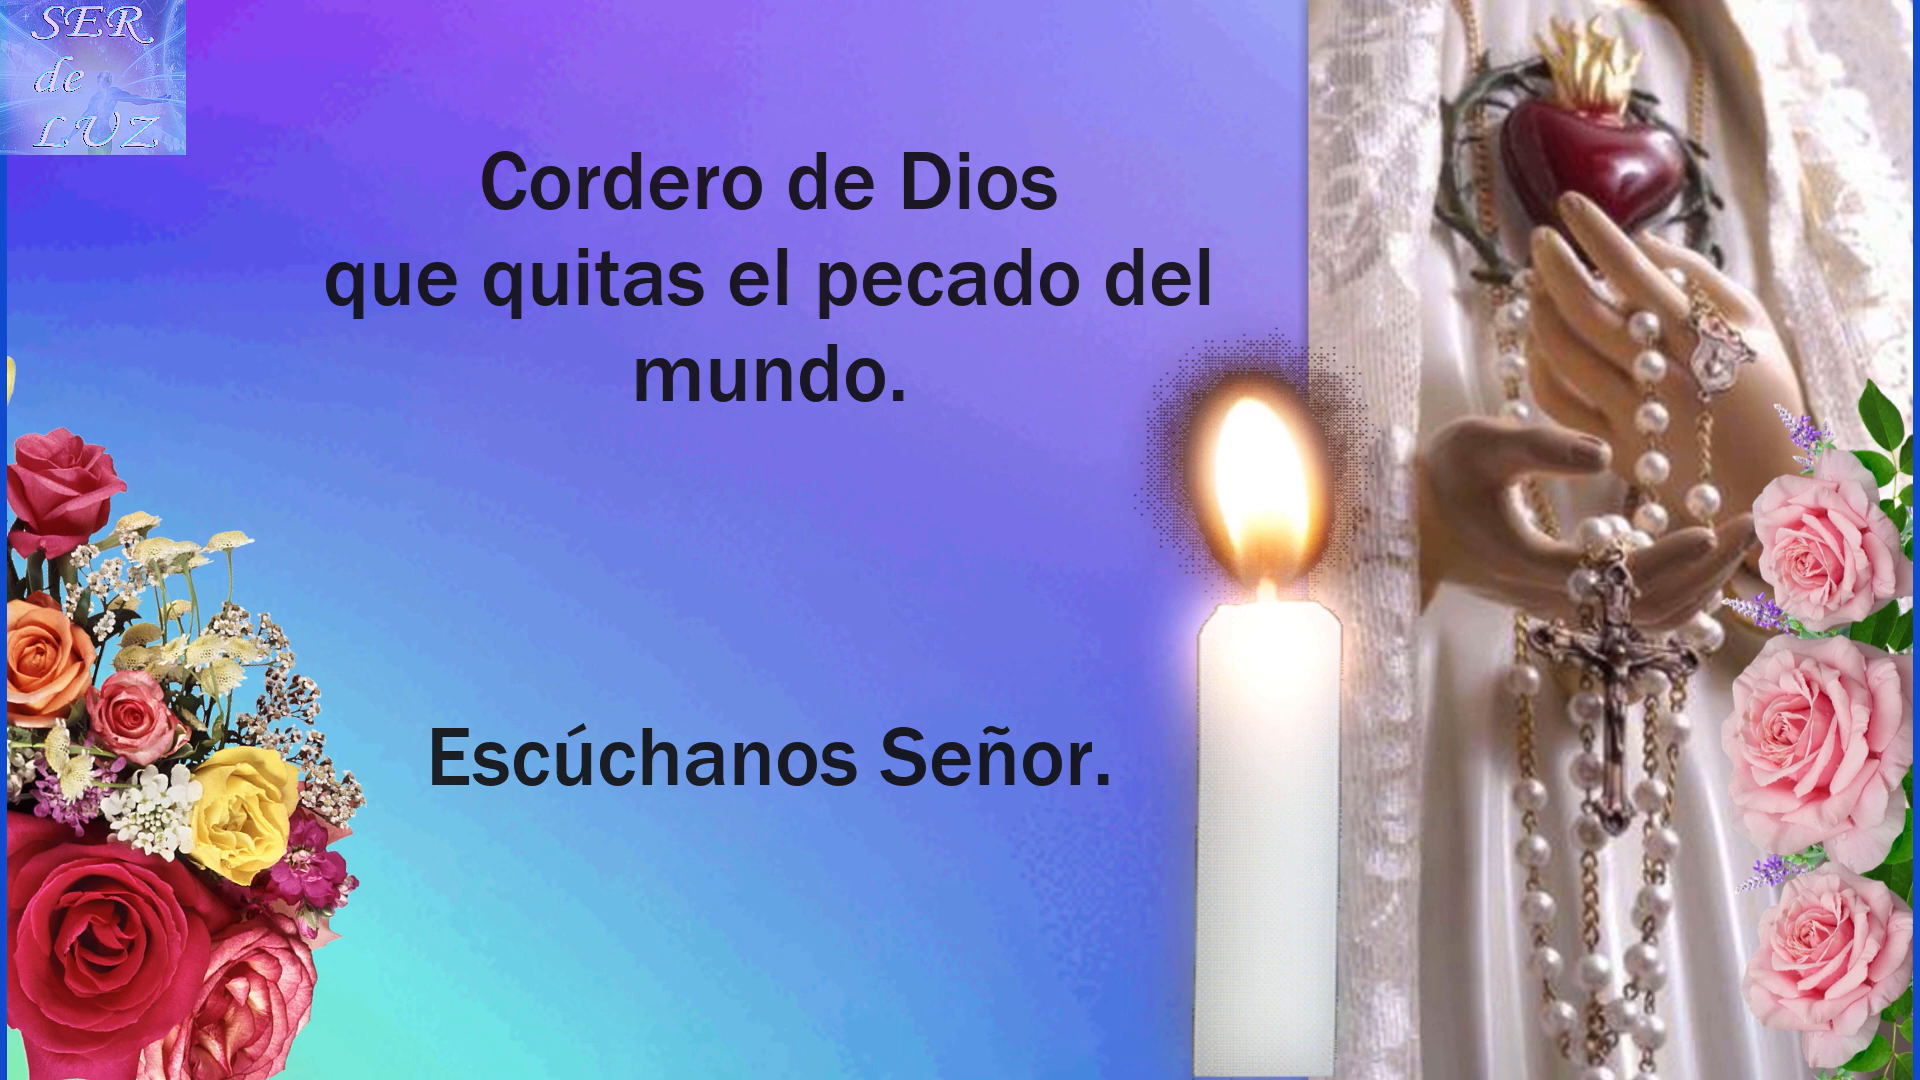 SER
de
LUZ
Cordero de Dios
que quitas el pecado del
mundo.
Escúchanos Señor.